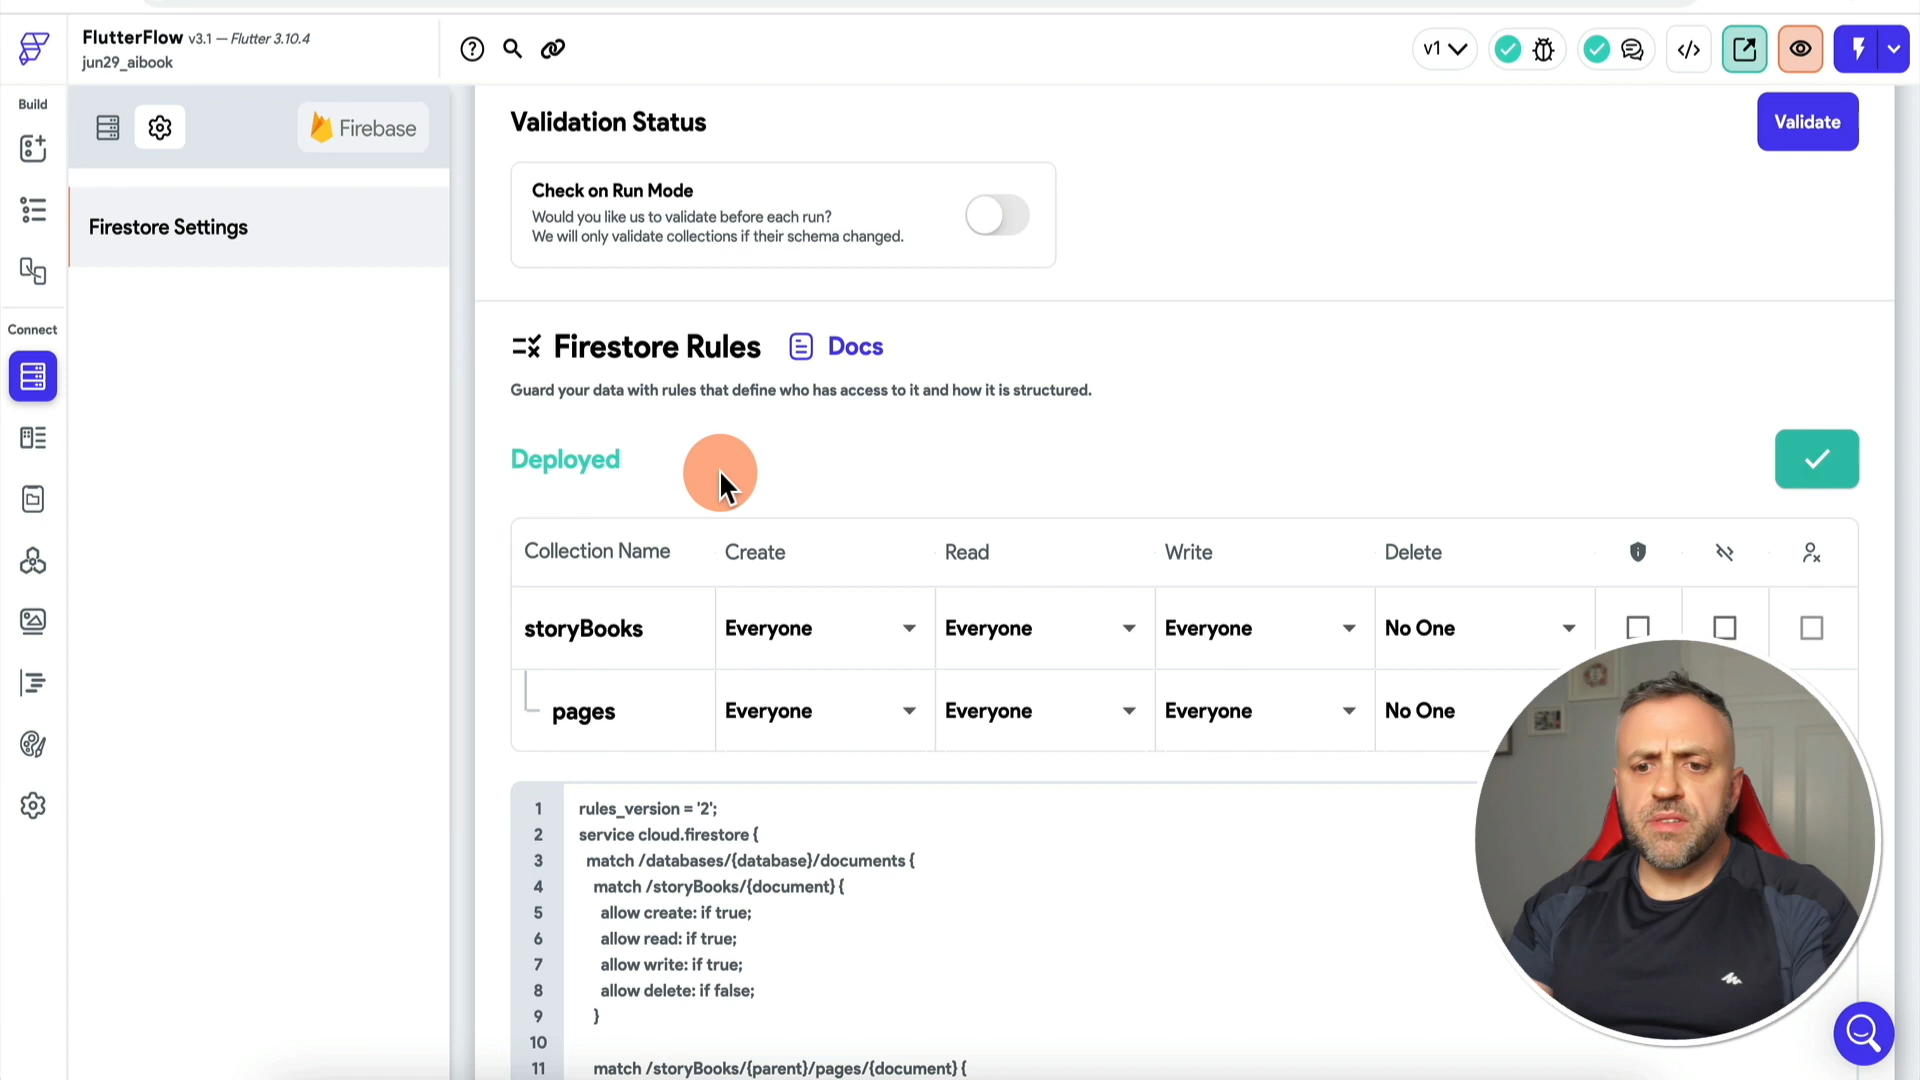 FlutterFlow v3.1 — Flutter 3.10.4
jun29_aibook
v1
Build
Firebase
Firestore Settings
Connect
Validation Status
Validate
Check on Run Mode
Would you like us to validate before each run?
We will only validate collections if their schema changed.
Firestore Rules Docs
Guard your data with rules that define who has access to it and how it is structured.
Deployed
Collection Name Create Read Write Delete
storyBooks Everyone Everyone Everyone No One
pages Everyone Everyone Everyone No One
1 rules_version = '2';
2 service cloud.firestore {
3 match /databases/{database}/documents {
4 match /storyBooks/{document} {
5 allow create: if true;
6 allow read: if true;
7 allow write: if true;
8 allow delete: if false;
9 }
10
11 match /storyBooks/{parent}/pages/{document} {